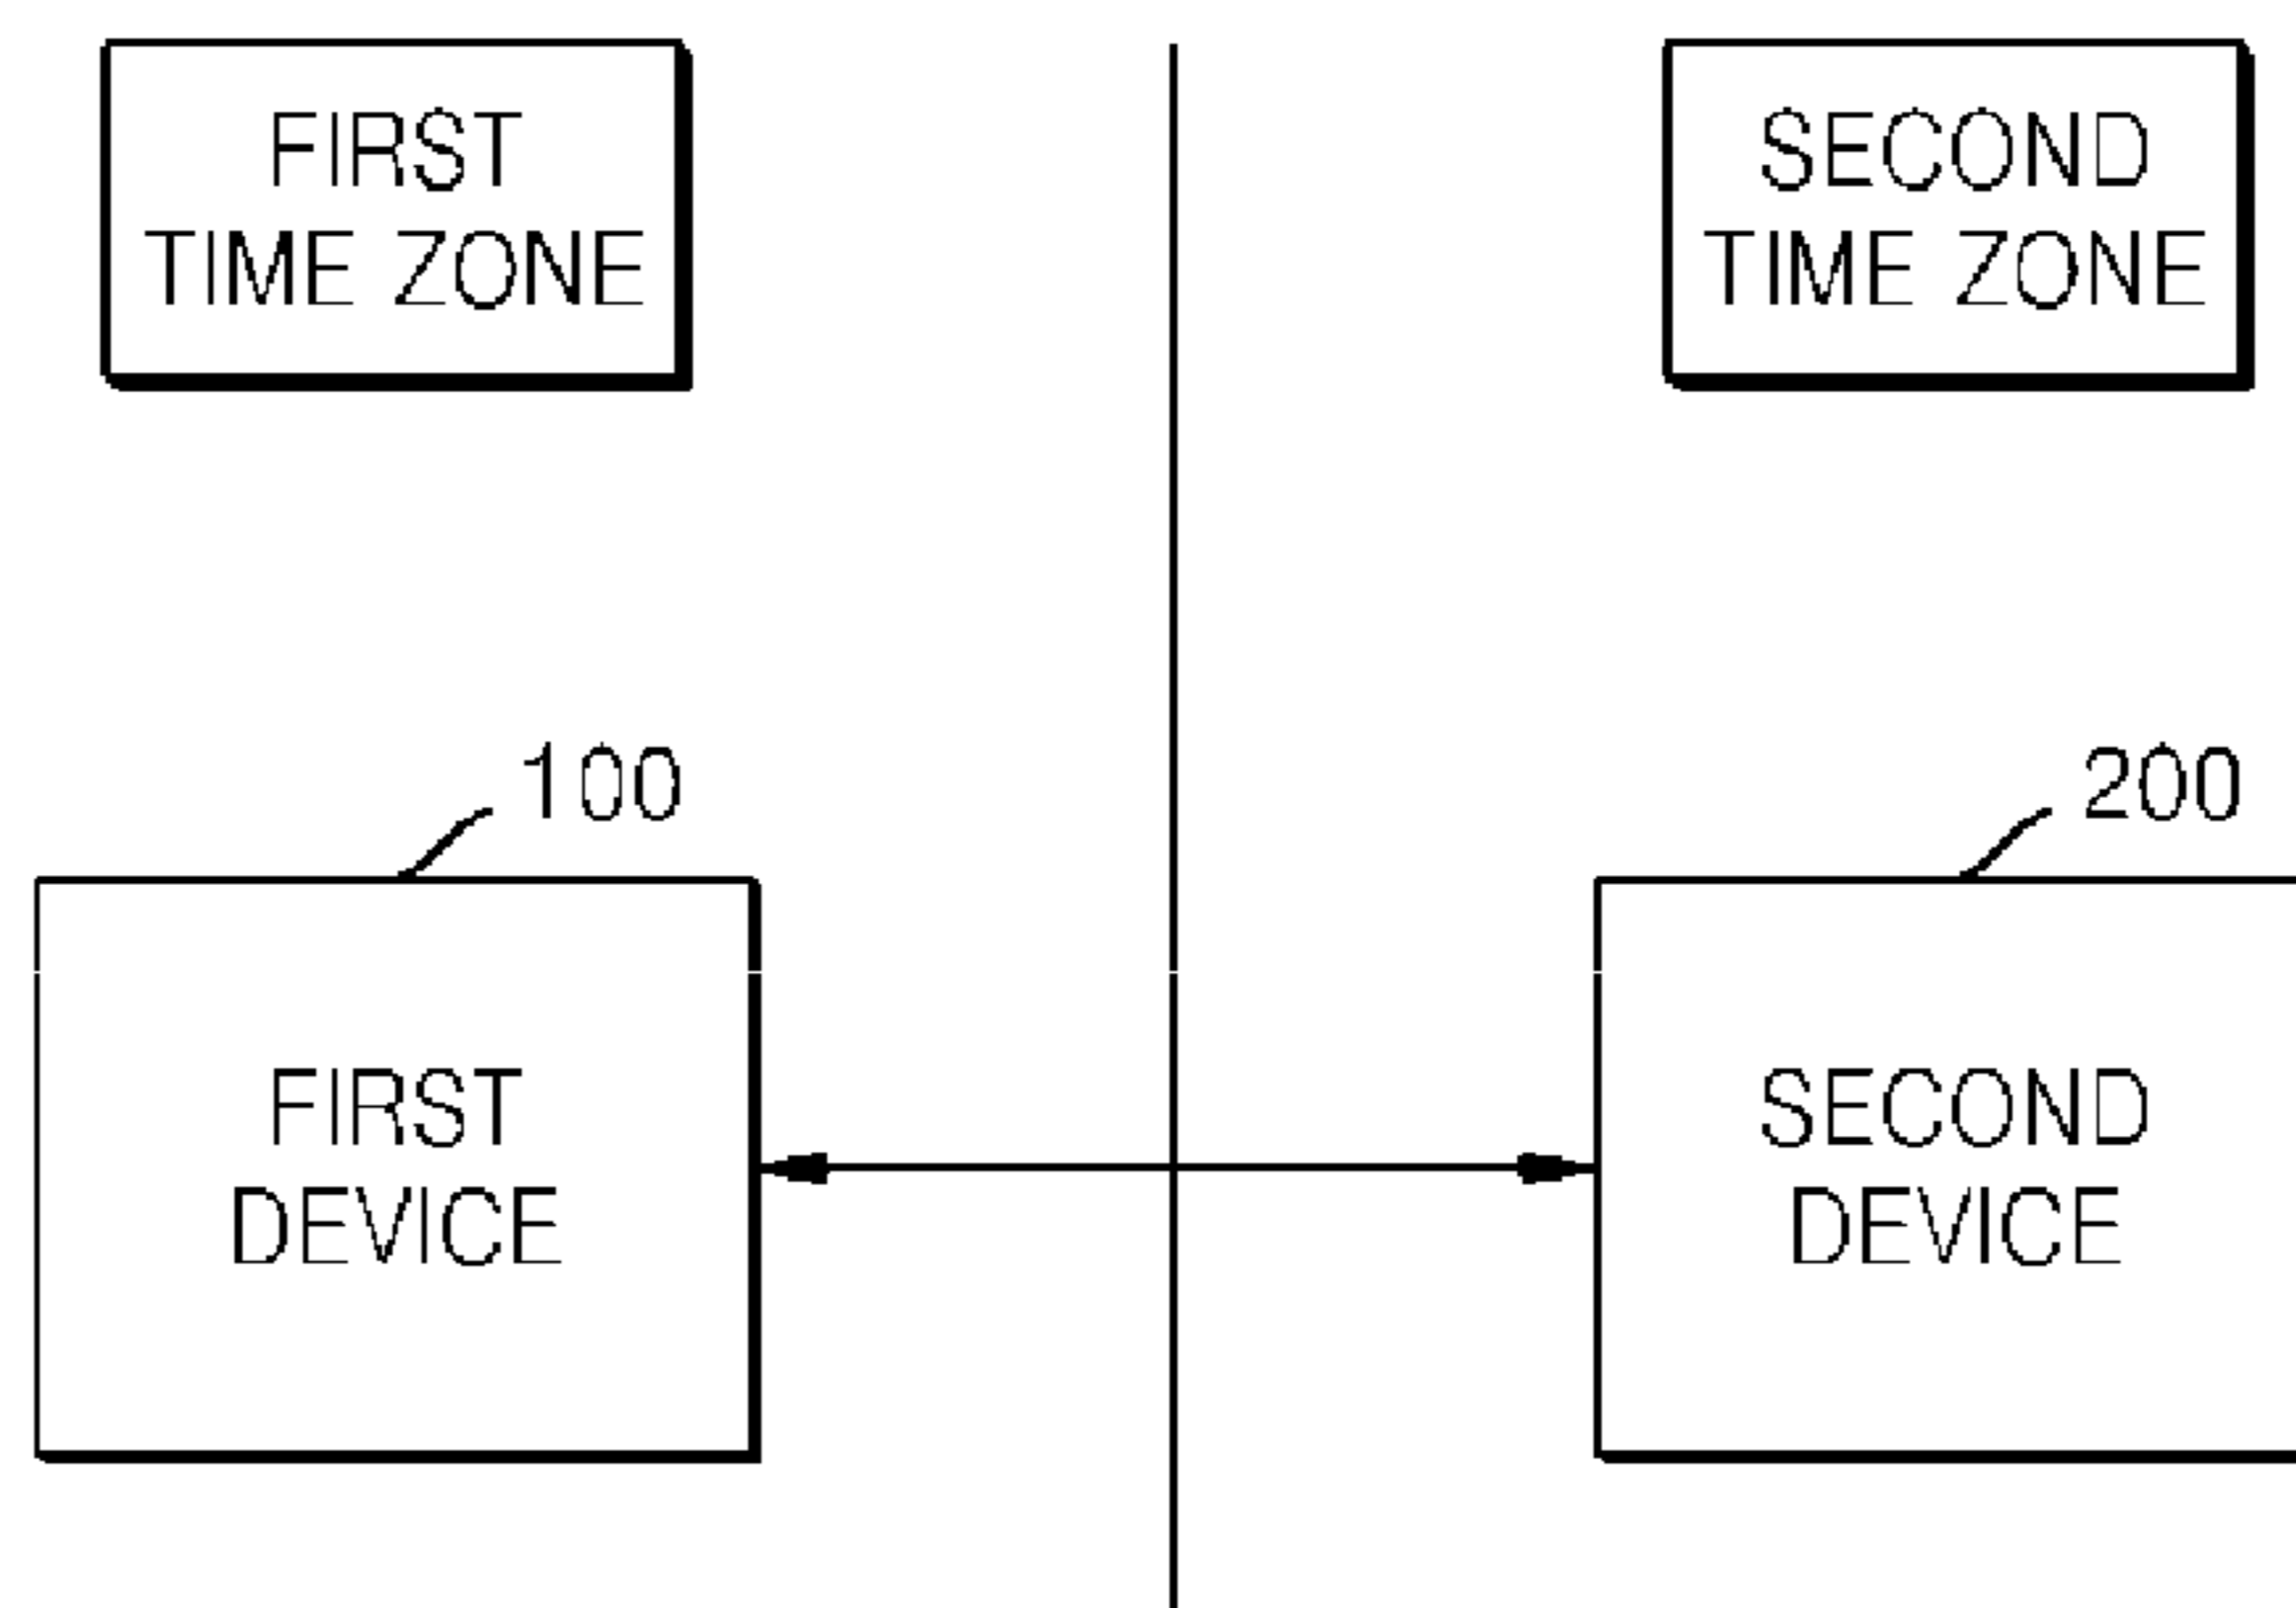 FIRST
TIME ZONE
SECOND
TIME ZONE
100
200
FIRST
DEVICE
SECOND
DEVICE